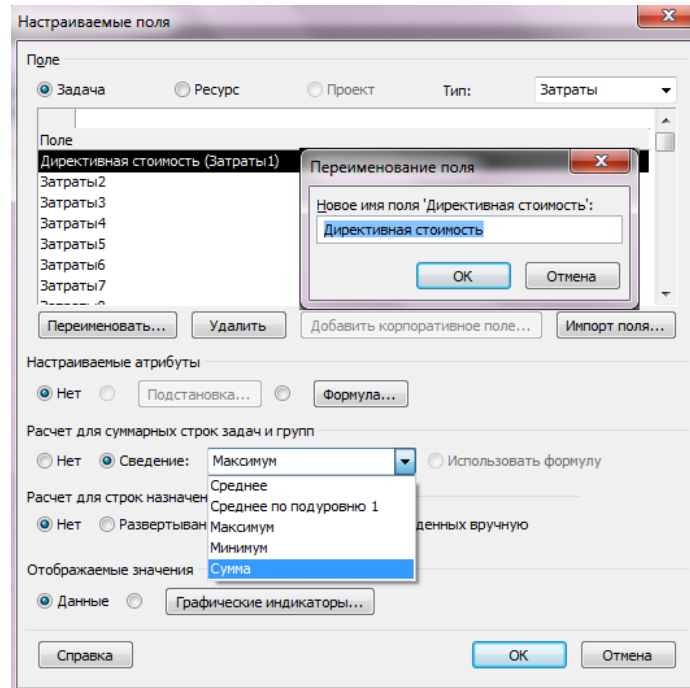 Настраиваемые поля
Поле
Задача Ресурс Проект Тип: Затраты
Поле
Директивная стоимость (Затраты1)
Затраты2
Затраты3
Затраты4
Затраты5
Затраты6
Затраты7
Переименование поля
Новое имя поля 'Директивная стоимость':
Директивная стоимость
ОК Отмена
Переименовать... Удалить Добавить корпоративное поле... Импорт поля...
Настраиваемые атрибуты
Нет Подстановка... Формула...
Расчет для суммарных строк задач и групп
Нет Сведение: Максимум Использовать формулу
Среднее
Среднее по подуровню 1
Максимум
Минимум
Сумма
Расчет для строк назначен
Нет Развертыван денных вручную
Отображаемые значения
Данные Графические индикаторы...
Справка ОК Отмена